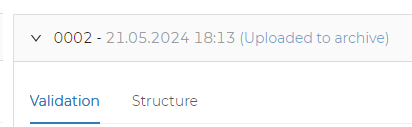 0002 - 21.05.2024 18:13 (Uploaded to archive)
Validation Structure